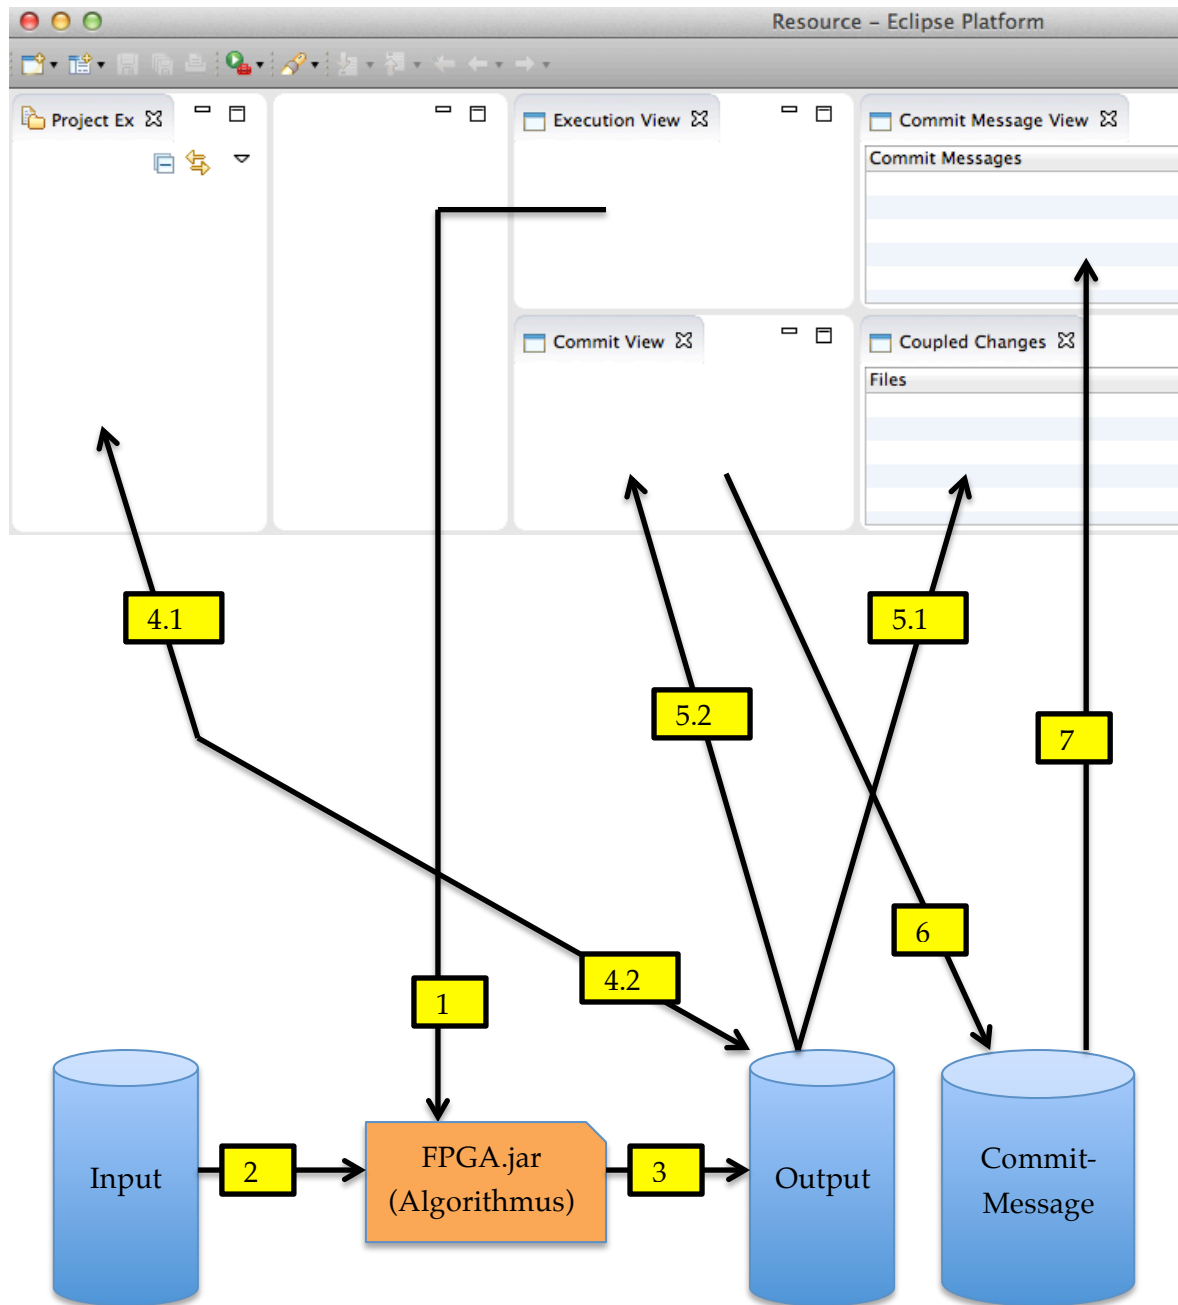 Resource – Eclipse Platform
Project Ex
Execution View
Commit Message View
Commit Messages
Commit View
Coupled Changes
Files
4.1
5.1
5.2
7
6
4.2
1
2
3
Input
FPGA.jar
(Algorithmus)
Output
Commit-
Message